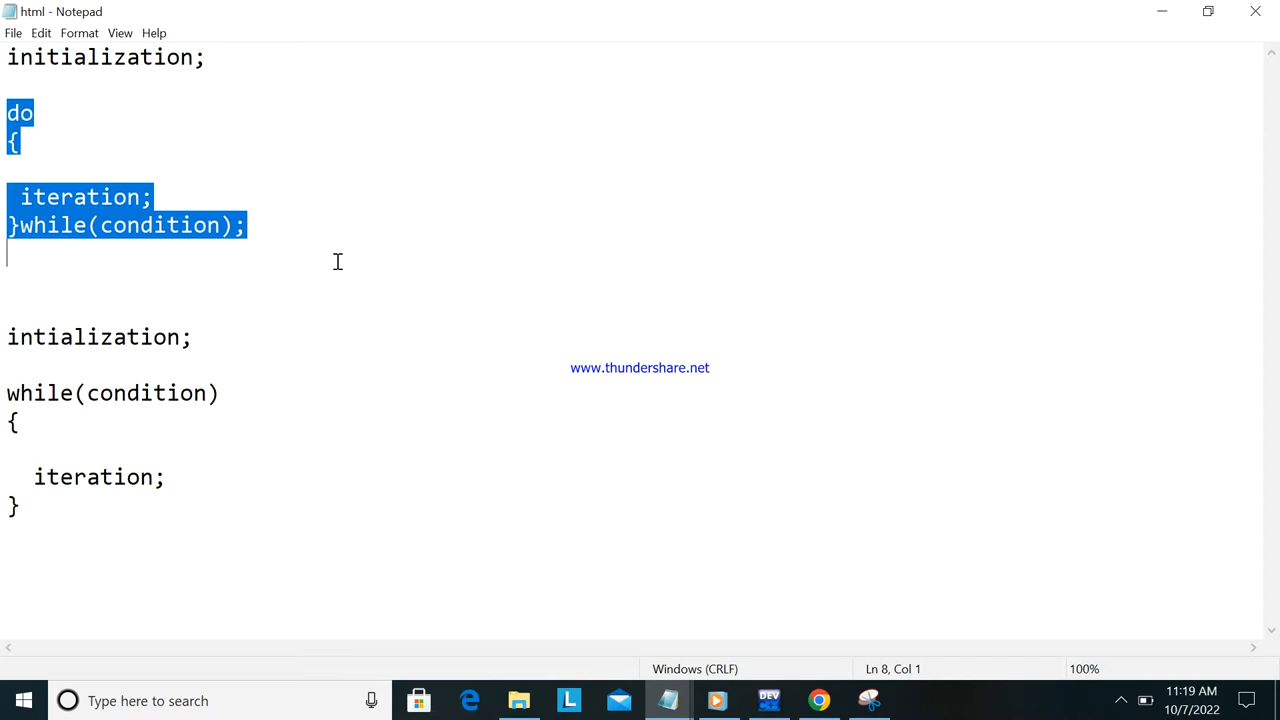 html - Notepad
File Edit Format View Help
initialization;
do
{
iteration;
}while(condition);
intialization;
www.thundershare.net
while(condition)
{
iteration;
}
Windows (CRLF) Ln 8, Col 1 100%
Type here to search
L
DEV
11:19 AM
10/7/2022